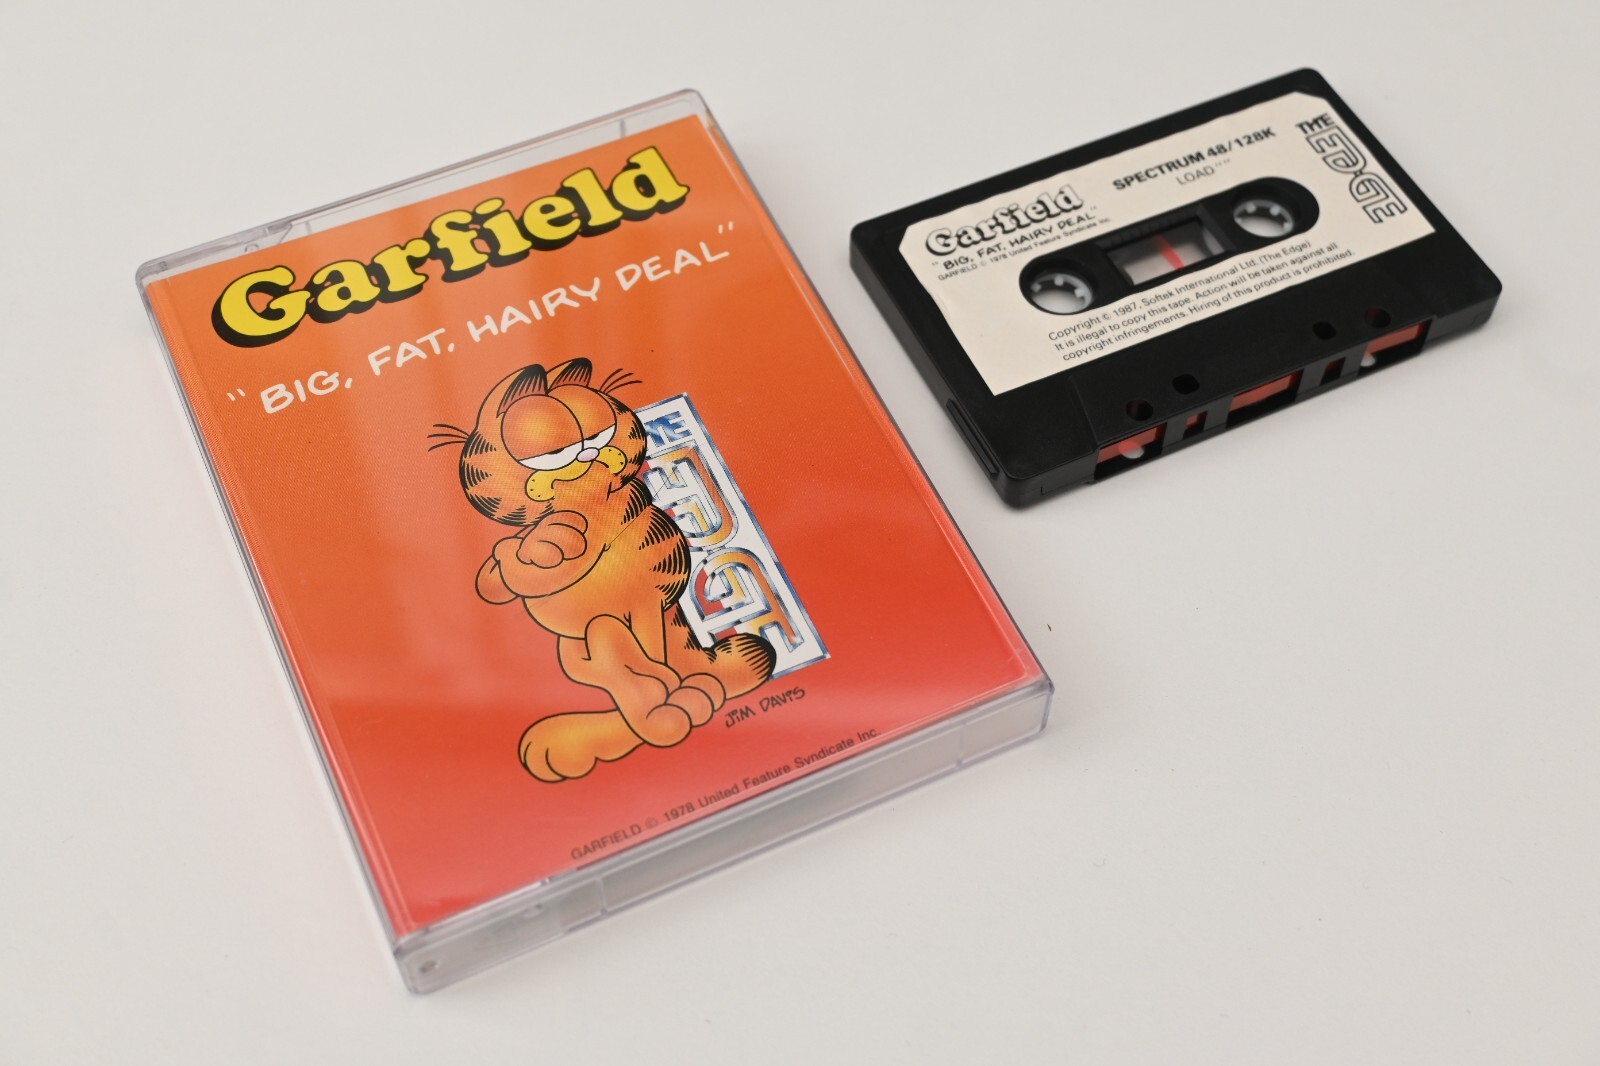 Garfield
"BIG, FAT, HAIRY DEAL"
THE
EDGE
JIM DAVIS
GARFIELD © 1978 United Feature Syndicate Inc.
Garfield
"BIG, FAT, HAIRY DEAL"
GARFIELD © 1978 United Feature Syndicate Inc.
SPECTRUM 48/128K
LOAD""
THE
EDGE
Copyright © 1987, Softek International Ltd. (The Edge)
It is illegal to copy this tape. Action will be taken against all
copyright infringements. Hiring of this product is prohibited.